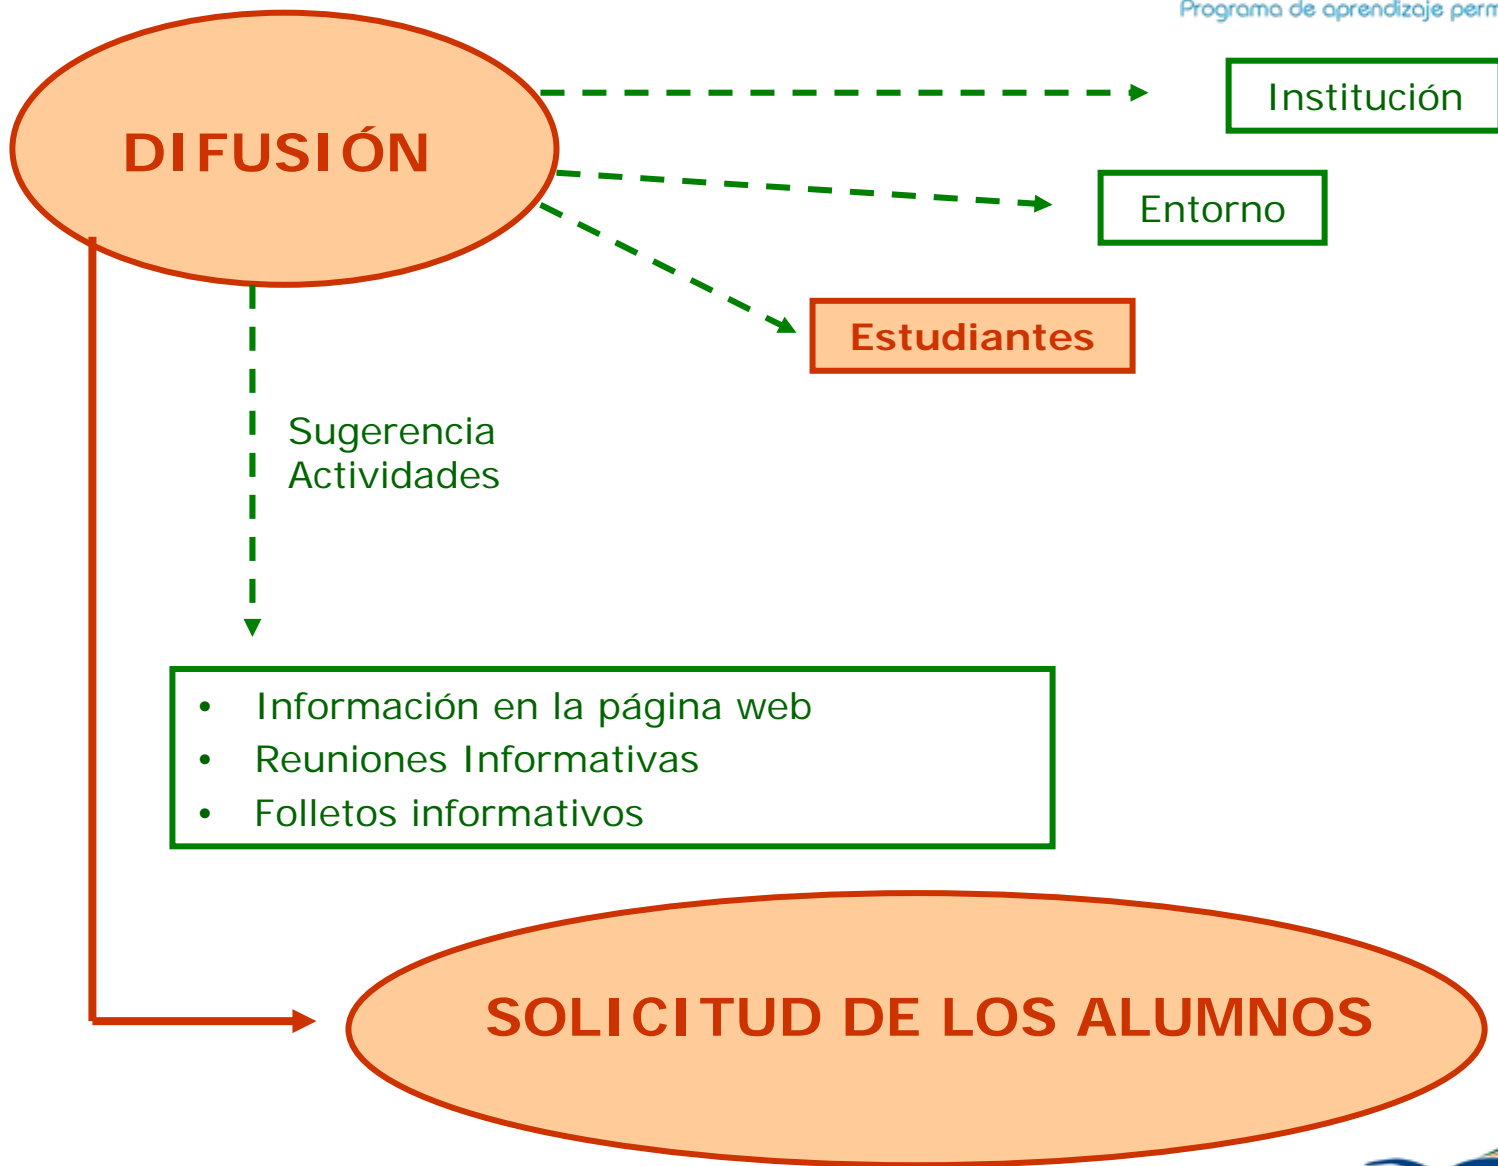 Programa de aprendizaje
Institución
DIFUSIÓN
Entorno
Estudiantes
Sugerencia
Actividades
• Información en la página web
• Reuniones Informativas
• Folletos informativos
SOLICITUD DE LOS ALUMNOS